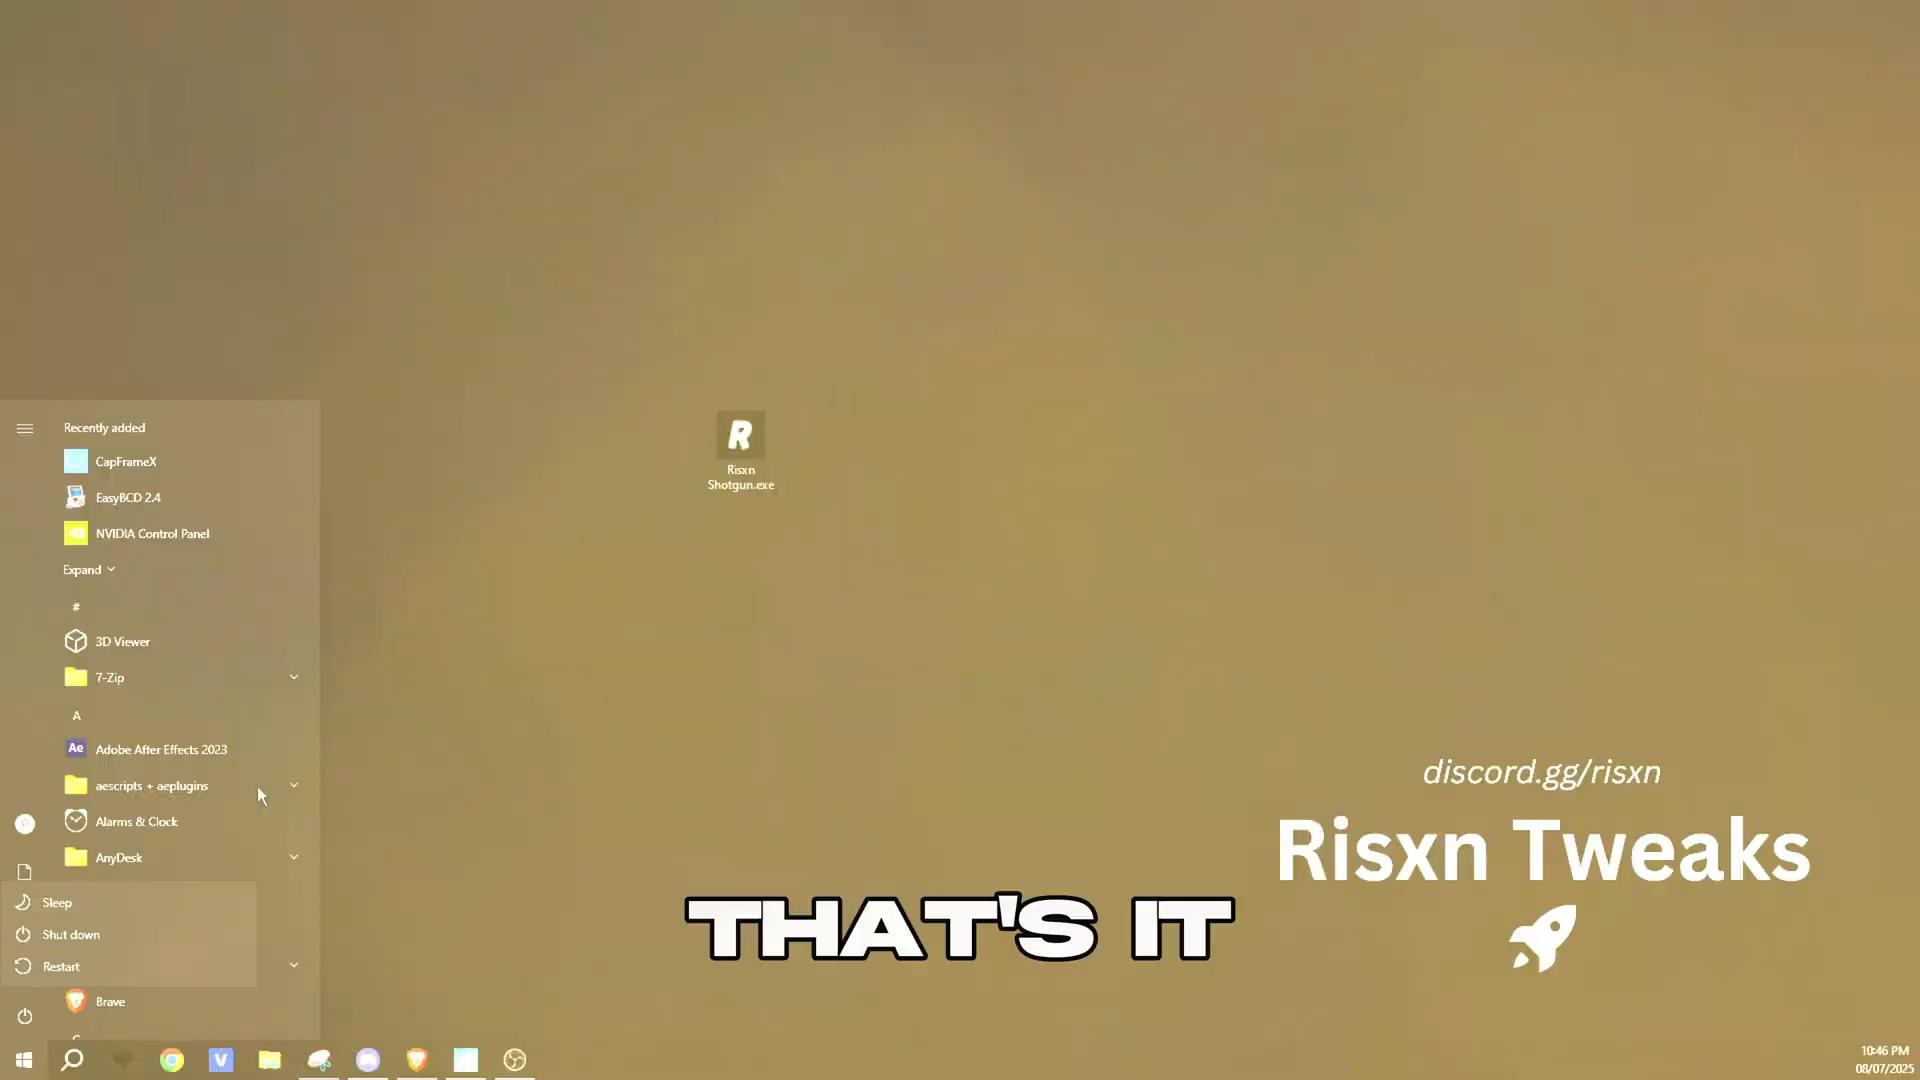 Recently added
CapFrameX
EasyBCD 2.4
NVIDIA Control Panel
Expand
#
3D Viewer
7-Zip
A
Ae Adobe After Effects 2023
aescripts + aeplugins
Alarms & Clock
AnyDesk
Sleep
Shut down
Restart
Brave
R
Risxn
Shotgun.exe
discord.gg/risxn
Risxn Tweaks
THAT'S IT
V
10:46 PM
08/07/2025